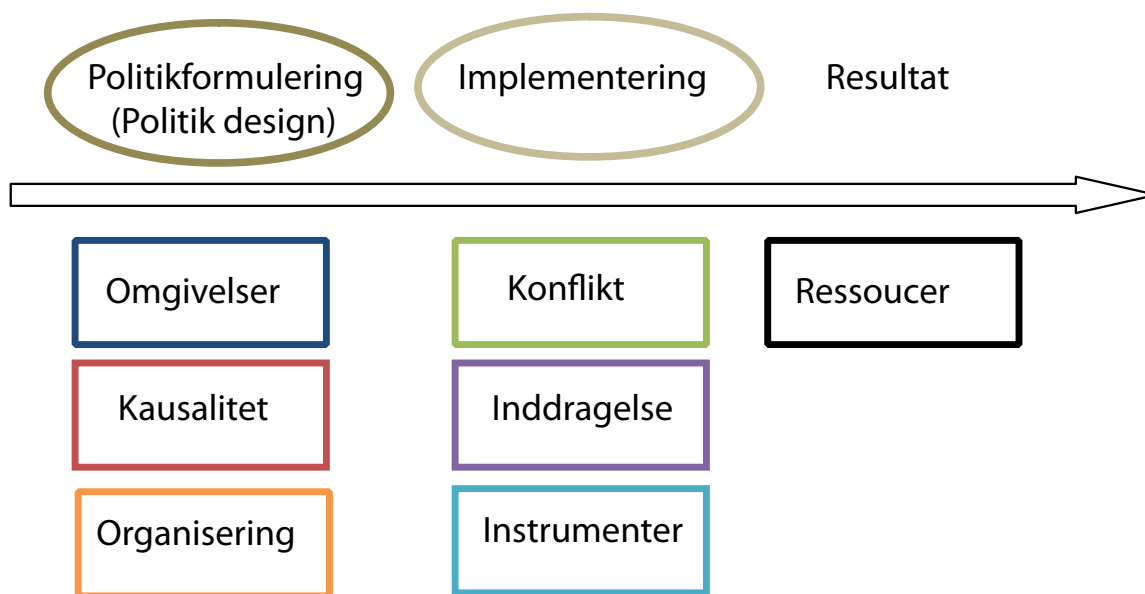 Politikformulering
(Politik design)
Implementering
Resultat
Omgivelser
Konflikt
Ressoucer
Kausalitet
Inddragelse
Organisering
Instrumenter